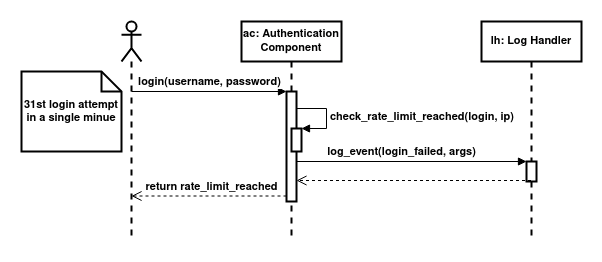 ac: Authentication
Component
lh: Log Handler
login(username, password)
31st login attempt
in a single minue
check_rate_limit_reached(login, ip)
log_event(login_failed, args)
return rate_limit_reached